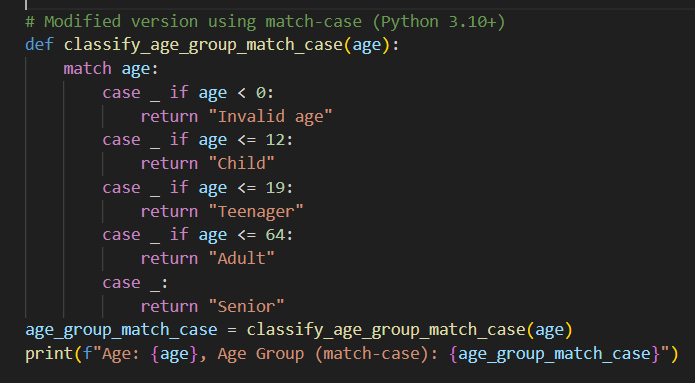 # Modified version using match-case (Python 3.10+)
def classify_age_group_match_case(age):
    match age:
        case _ if age < 0:
            return "Invalid age"
        case _ if age <= 12:
            return "Child"
        case _ if age <= 19:
            return "Teenager"
        case _ if age <= 64:
            return "Adult"
        case _:
            return "Senior"
age_group_match_case = classify_age_group_match_case(age)
print(f"Age: {age}, Age Group (match-case): {age_group_match_case}")